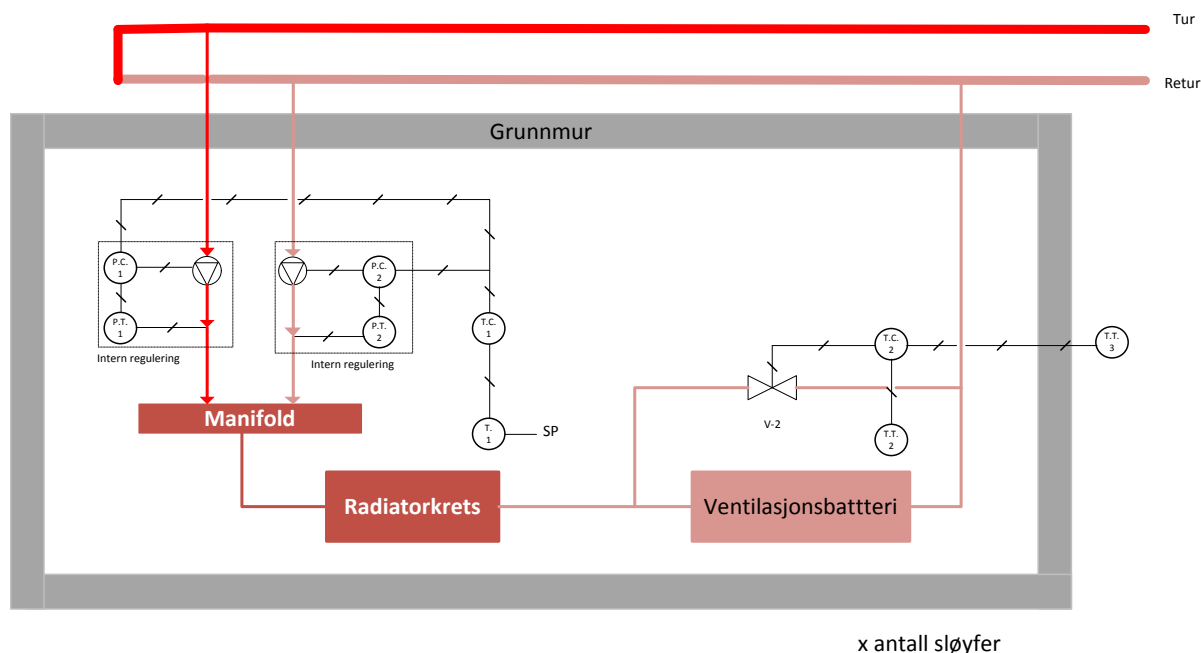 Tur
Retur
Grunnmur
P.C.
1
P.C.
2
P.T.
1
P.T.
2
T.C.
1
T.C.
2
T.T.
3
Intern regulering
Intern regulering
Manifold
V-2
T.
1
SP
T.T.
2
Radiatorkrets
Ventilasjonsbattteri
x antall sløyfer